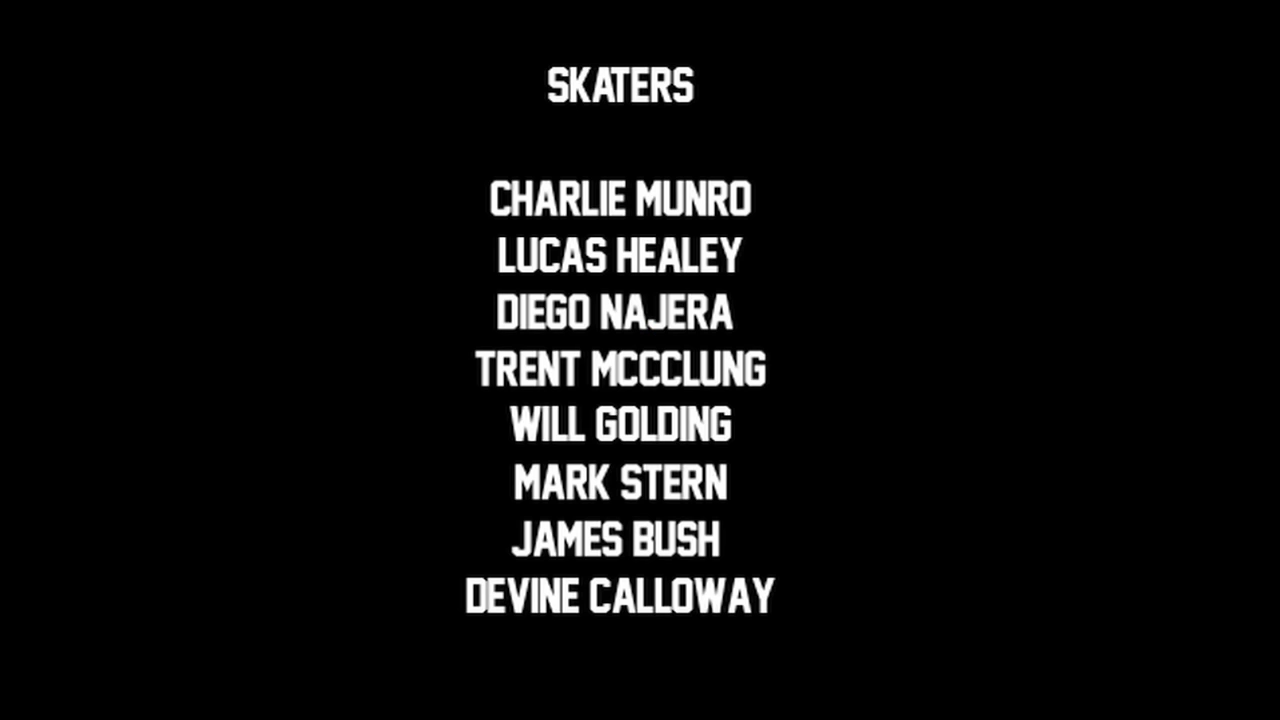 SKATERS
CHARLIE MUNRO
LUCAS HEALEY
DIEGO NAJERA
TRENT MCCCLUNG
WILL GOLDING
MARK STERN
JAMES BUSH
DEVINE CALLOWAY